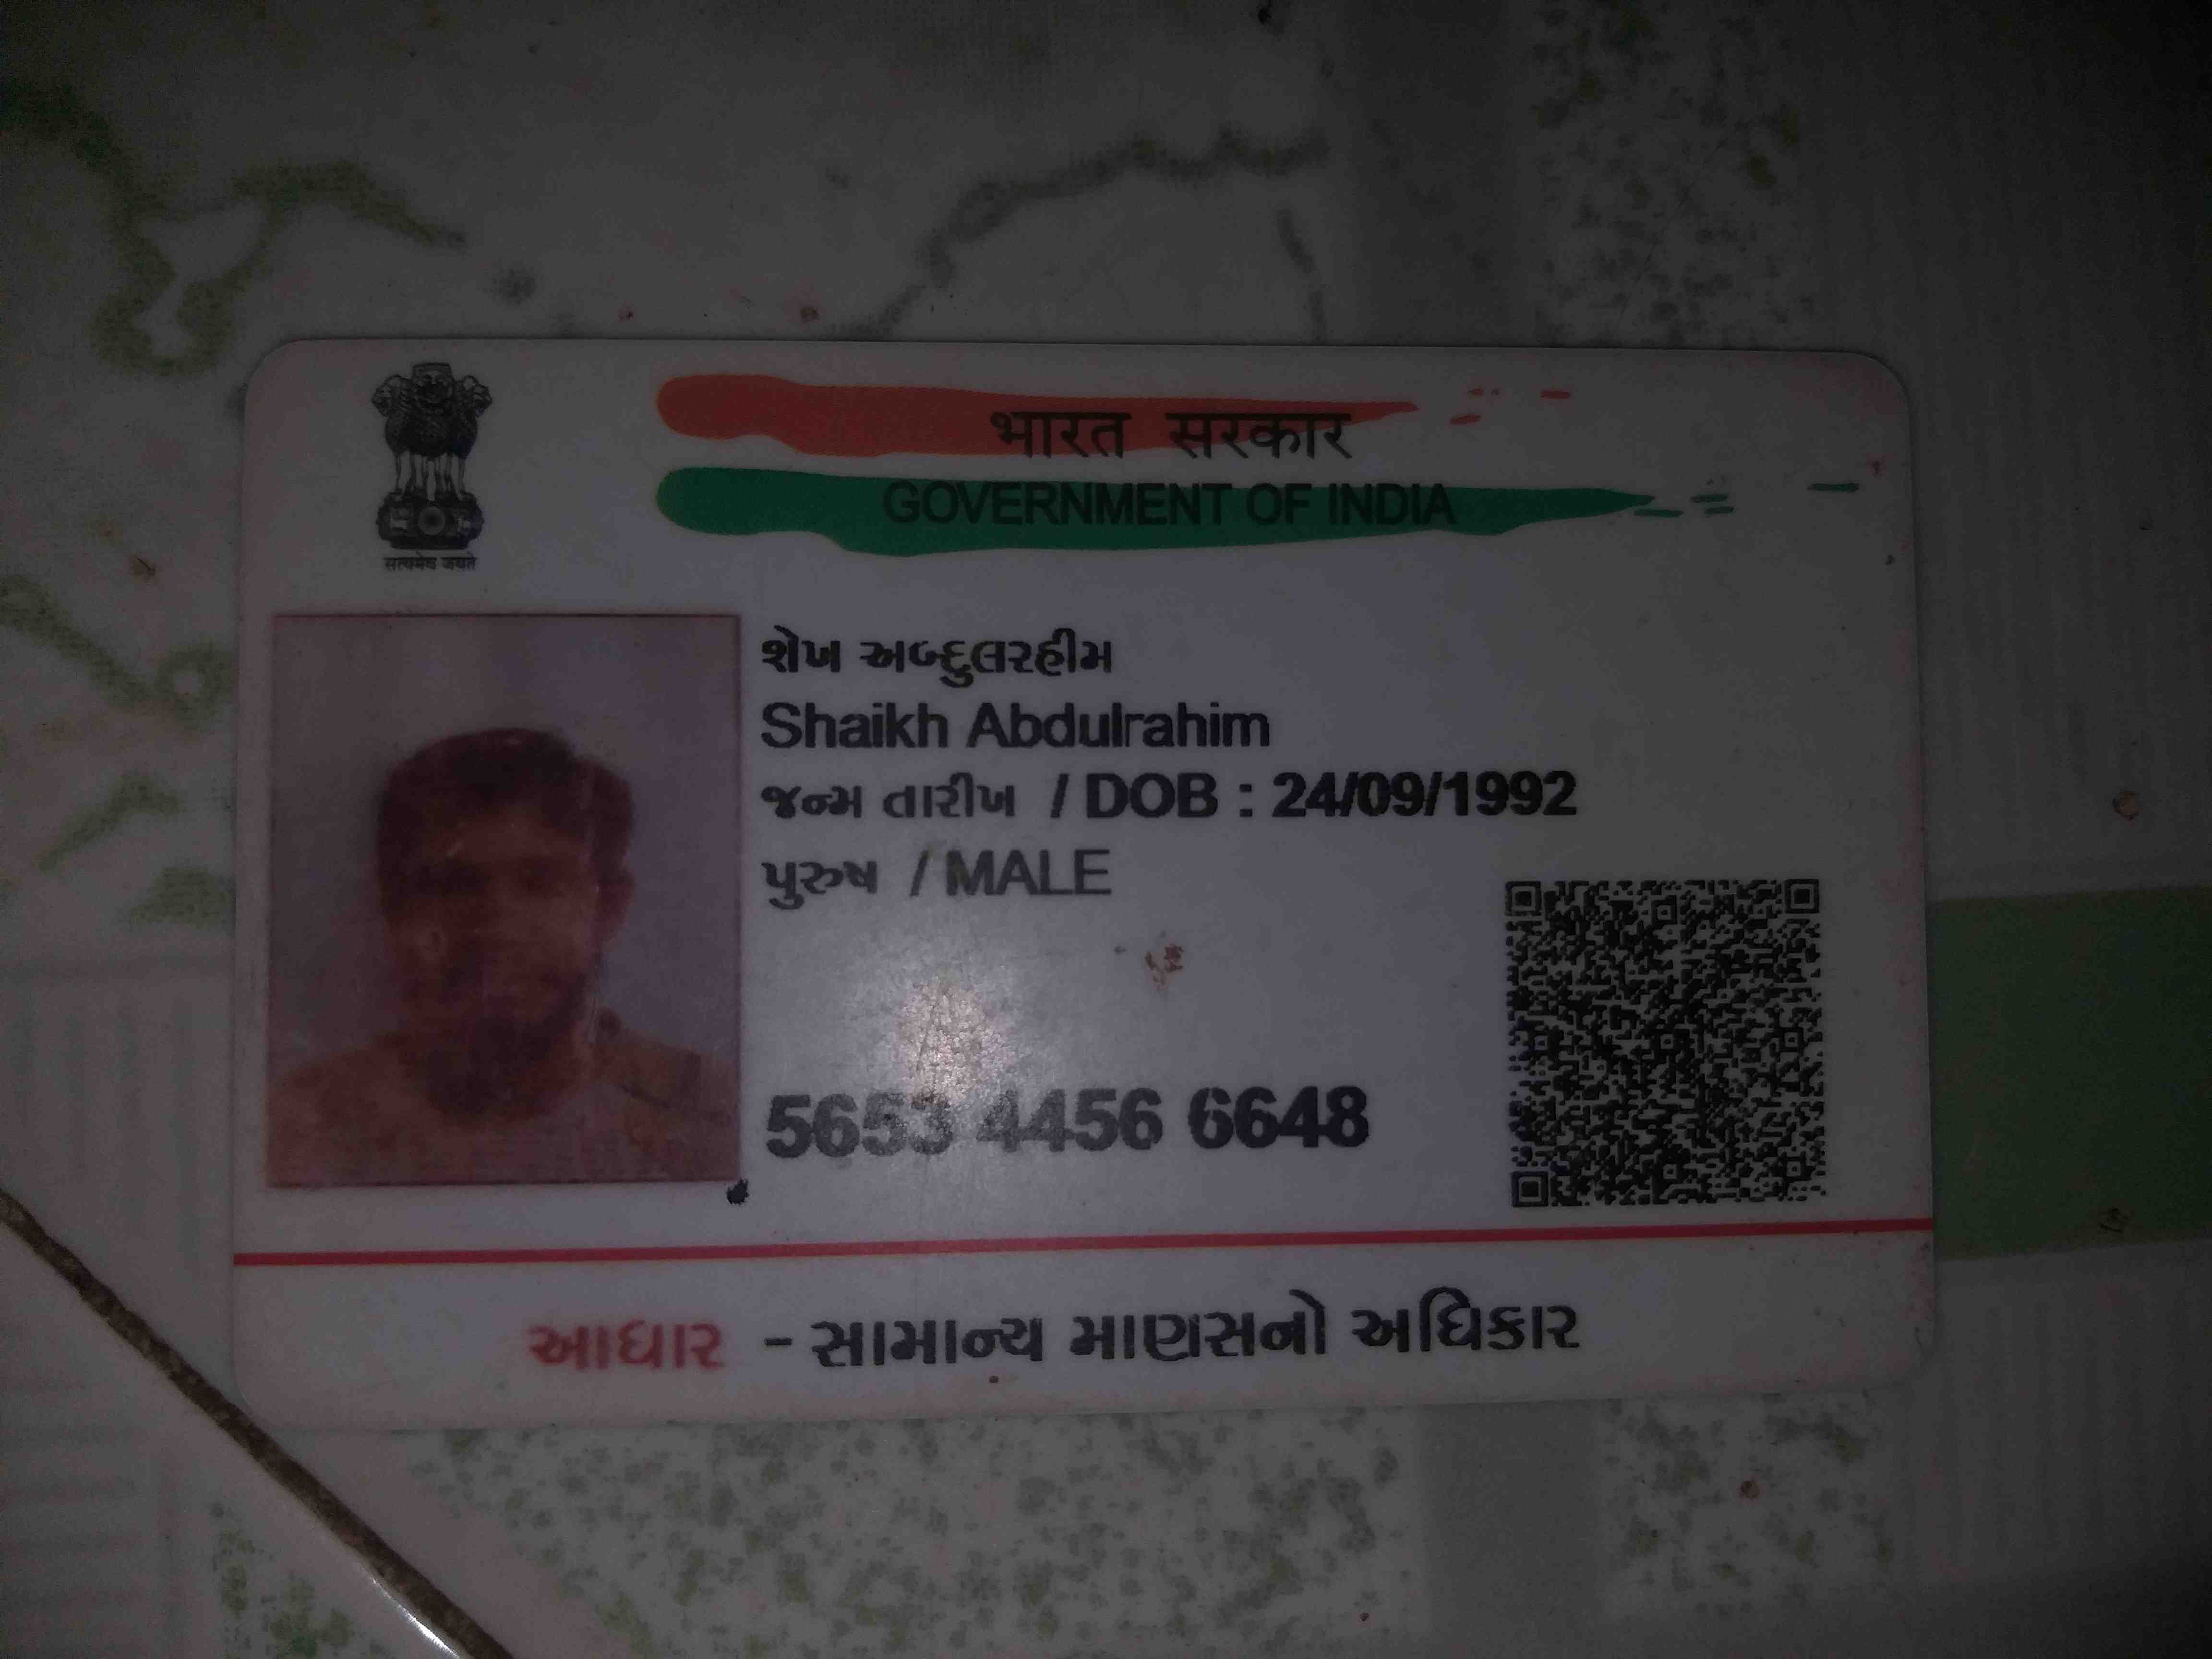 भारत सरकार
GOVERNMENT OF INDIA
सत्यमेव जयते
શેખ અબ્દુલરહીમ
Shaikh Abdulrahim
જન્મ તારીખ / DOB : 24/09/1992
પુરુષ / MALE
5653 4456 6648
આધાર - સામાન્ય માણસનો અધિકાર